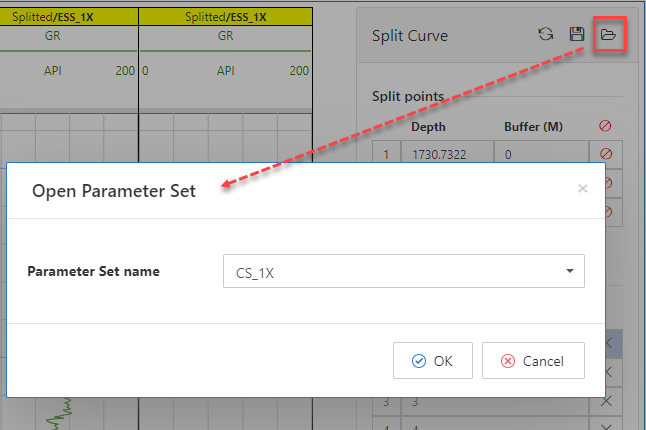 Splitted/ESS_1X Splitted/ESS_1X
GR GR
API 200 0 API 200
Split Curve
Split points
Depth Buffer (M)
1 1730.7322 0
Open Parameter Set
Parameter Set name CS_1X
OK Cancel
3 3
4 4